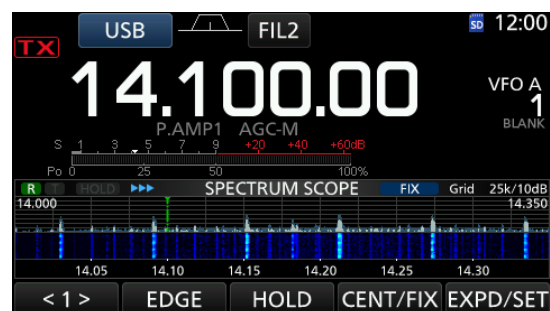 USB FIL2 SD 12:00
TX
14.100.00
VFO A
1
BLANK
P.AMP1 AGC-M
S 1 3 5 7 9 +20 +40 +60dB
Po 0 25 50 100%
R T HOLD SPECTRUM SCOPE FIX Grid 25k/10dB
14.000 14.350
14.05 14.10 14.15 14.20 14.25 14.30
< 1 > EDGE HOLD CENT/FIX EXPD/SET